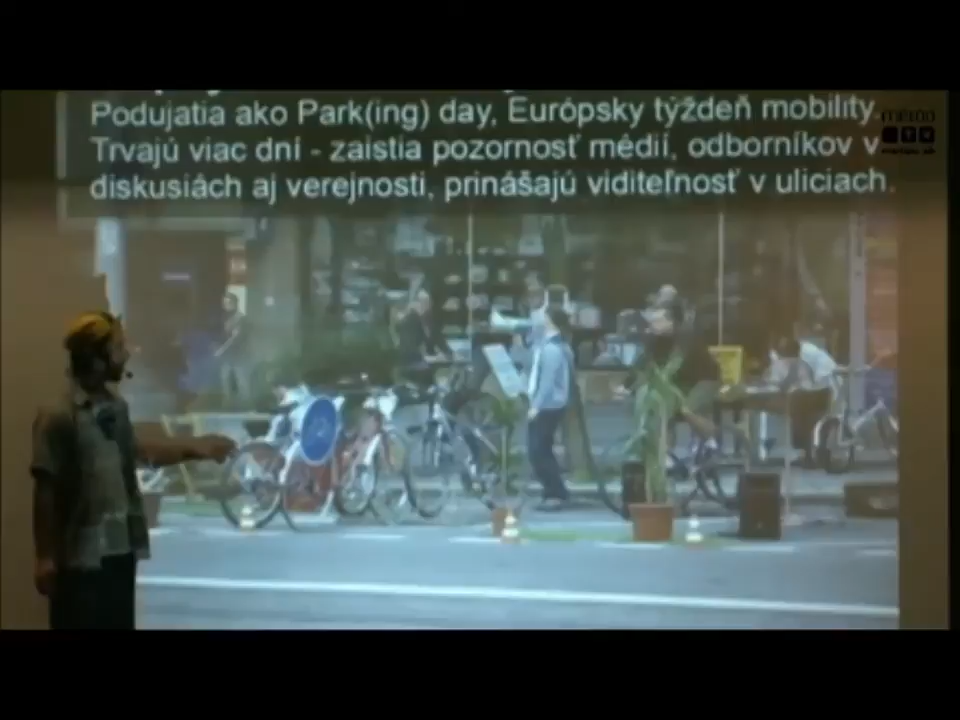 Podujatia ako Park(ing) day, Európsky týždeň mobility.
Trvajú viac dní - zaistia pozornosť médií, odborníkov v
diskusiách aj verejnosti, prinášajú viditeľnosť v uliciach.